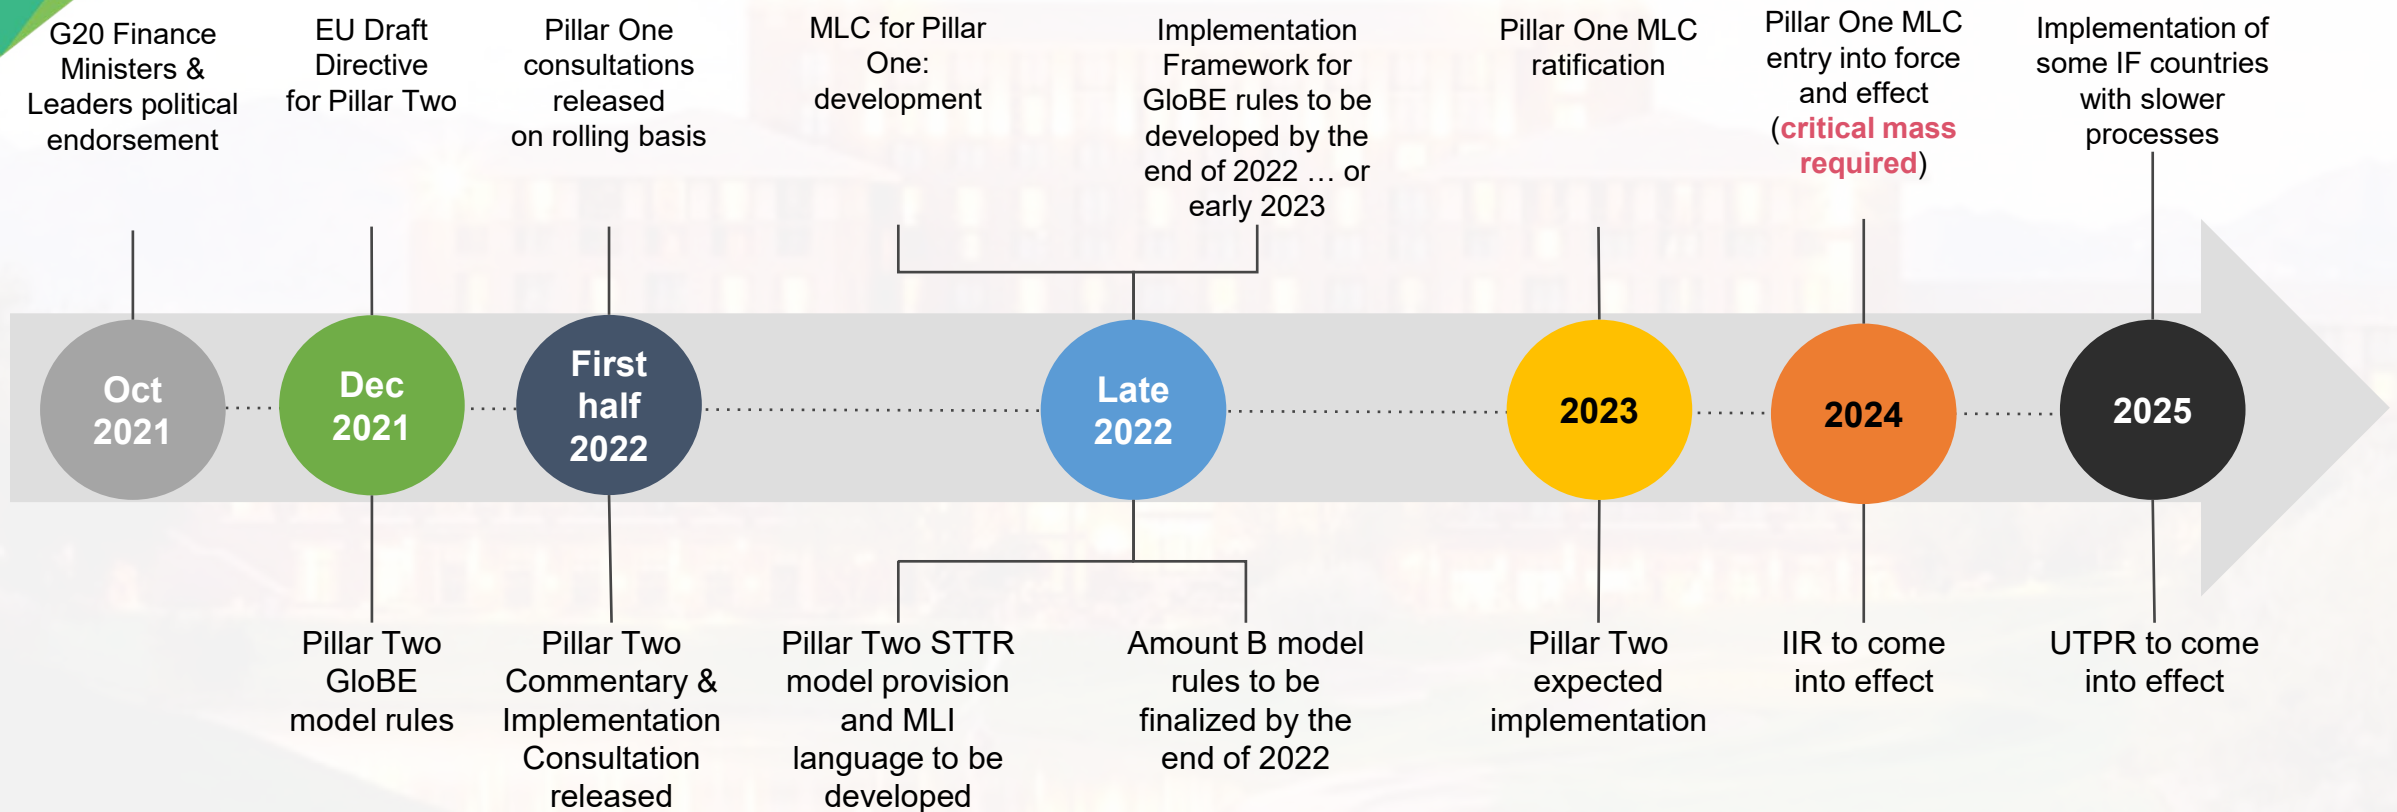 G20 Finance
Ministers &
Leaders political
endorsement
EU Draft
Directive
for Pillar Two
Pillar One
consultations
released
on rolling basis
MLC for Pillar
One:
development
Implementation
Framework for
GloBE rules to be
developed by the
end of 2022 … or
early 2023
Pillar One MLC
ratification
Pillar One MLC
entry into force
and effect
(critical mass
required)
Implementation of
some IF countries
with slower
processes
Oct
2021
Dec
2021
First
half
2022
Late
2022
2023
2024
2025
Pillar Two
GloBE
model rules
Pillar Two
Commentary &
Implementation
Consultation
released
Pillar Two STTR
model provision
and MLI
language to be
developed
Amount B model
rules to be
finalized by the
end of 2022
Pillar Two
expected
implementation
IIR to come
into effect
UTPR to come
into effect